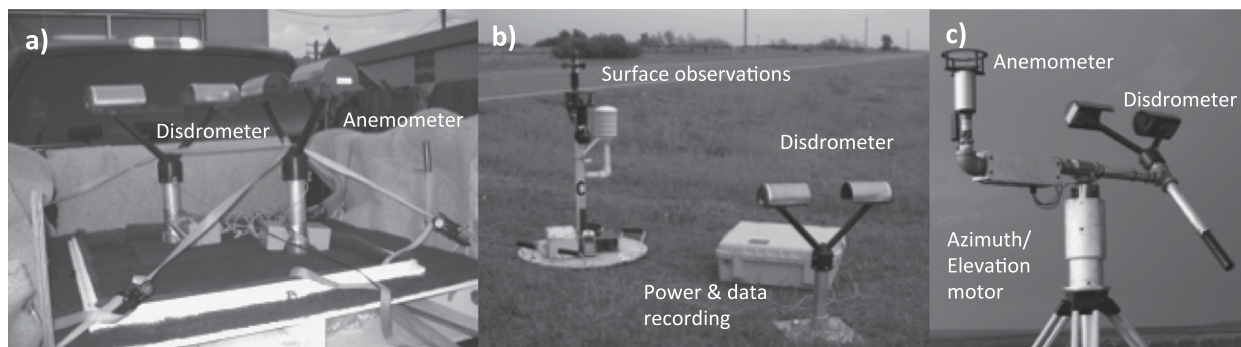 a)
Disdrometer
Anemometer
b)
Surface observations
Disdrometer
Power & data
recording
c)
Anemometer
Disdrometer
Azimuth/
Elevation
motor